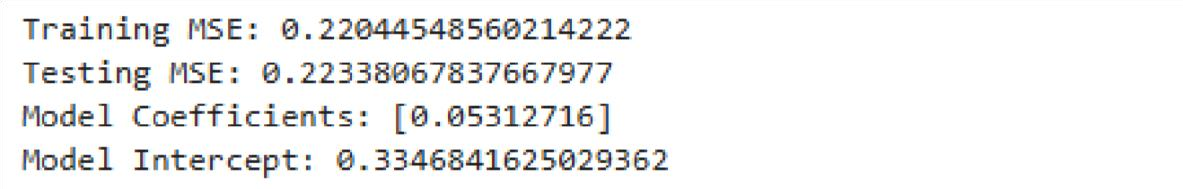 Training MSE: 0.22044548560214222
Testing MSE: 0.22338067837667977
Model Coefficients: [0.05312716]
Model Intercept: 0.3346841625029362